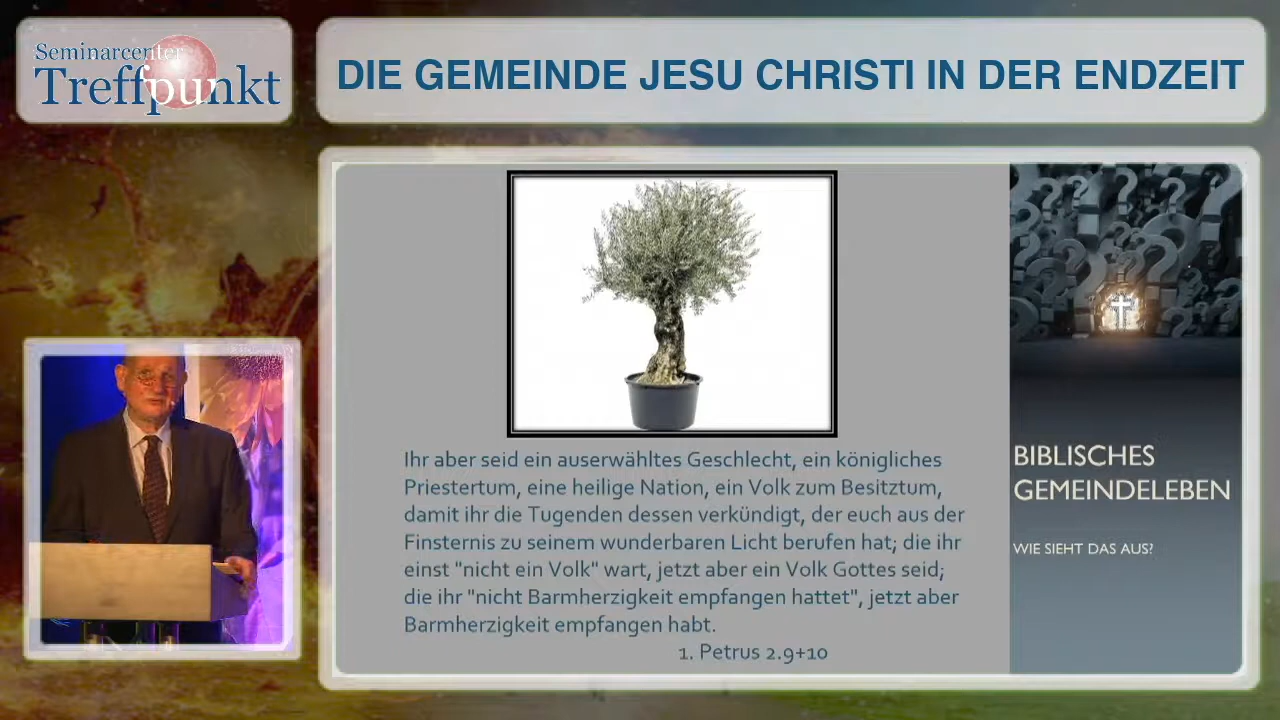 Seminarcenter
Treffpunkt
DIE GEMEINDE JESU CHRISTI IN DER ENDZEIT
Ihr aber seid ein auserwähltes Geschlecht, ein königliches
Priestertum, eine heilige Nation, ein Volk zum Besitztum,
damit ihr die Tugenden dessen verkündigt, der euch aus der
Finsternis zu seinem wunderbaren Licht berufen hat; die ihr
einst "nicht ein Volk" wart, jetzt aber ein Volk Gottes seid;
die ihr "nicht Barmherzigkeit empfangen hattet", jetzt aber
Barmherzigkeit empfangen habt.
1. Petrus 2.9+10
BIBLISCHES
GEMEINDELEBEN
WIE SIEHT DAS AUS?